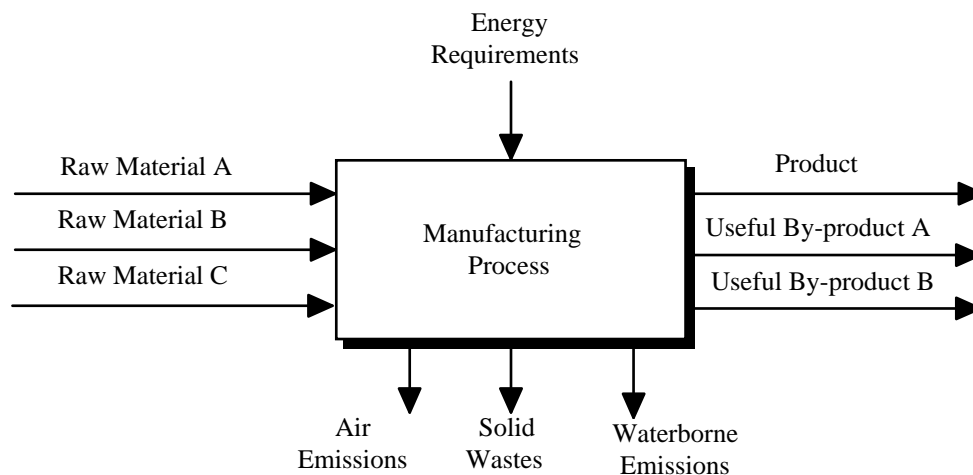 Energy
Requirements
Raw Material A
Raw Material B
Raw Material C
Manufacturing
Process
Product
Useful By-product A
Useful By-product B
Air
Emissions
Solid
Wastes
Waterborne
Emissions